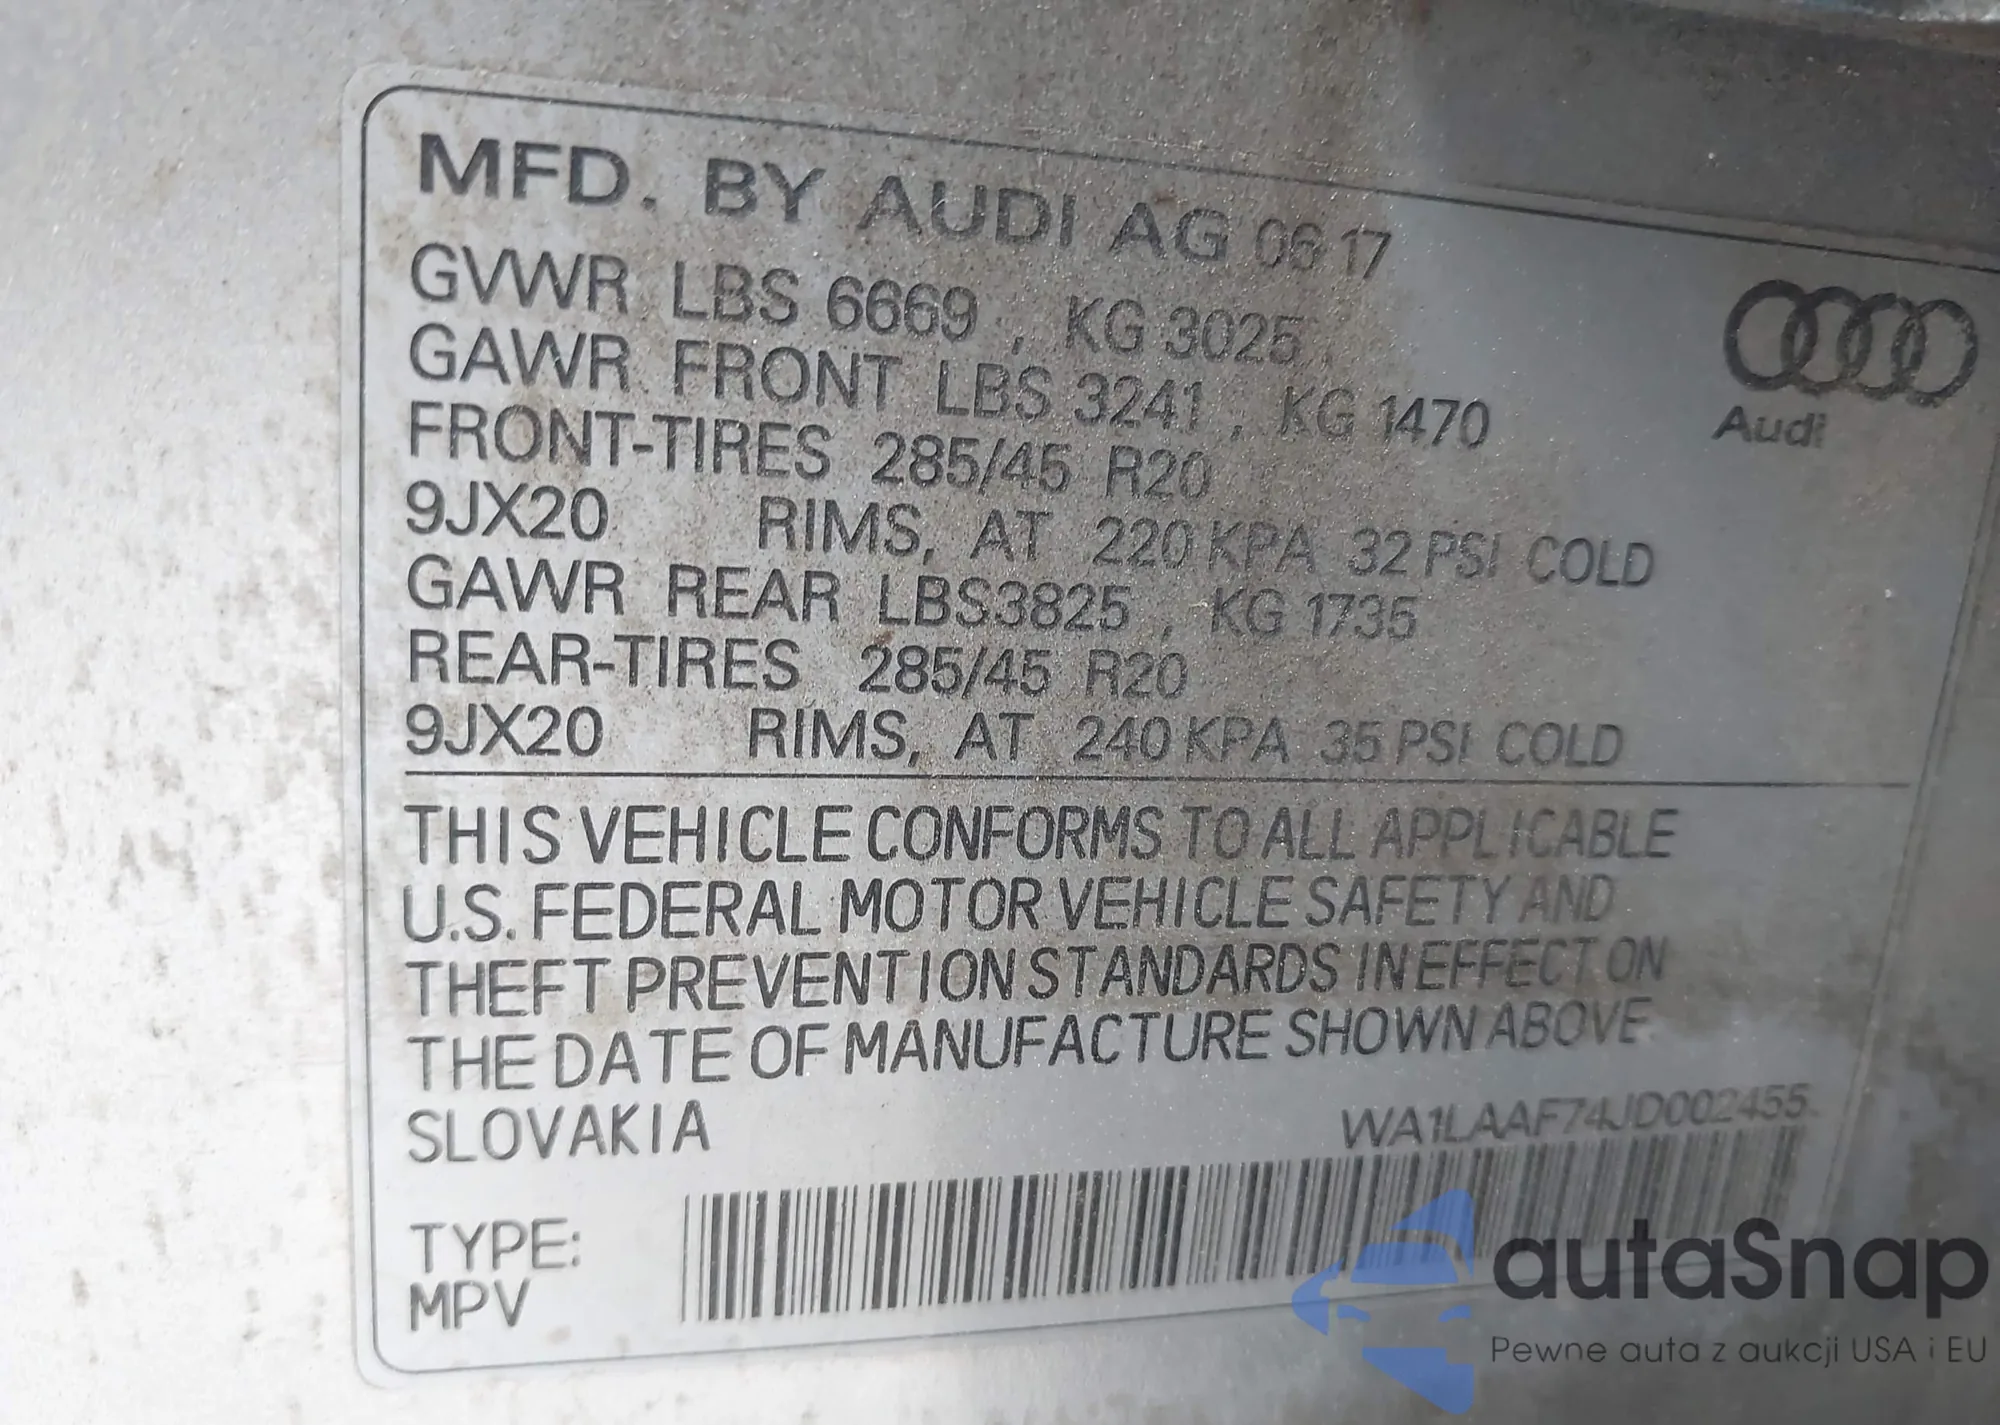 MFD. BY AUDI AG 06 17
GVWR LBS 6669 , KG 3025 ,
GAWR FRONT LBS 3241 , KG 1470
FRONT-TIRES 285/45 R20
9JX20 RIMS, AT 220 KPA 32 PSI COLD
GAWR REAR LBS3825 , KG 1735
REAR-TIRES 285/45 R20
9JX20 RIMS, AT 240 KPA 35 PSI COLD
Audi
THIS VEHICLE CONFORMS TO ALL APPLICABLE
U.S. FEDERAL MOTOR VEHICLE SAFETY AND
THEFT PREVENTION STANDARDS IN EFFECT ON
THE DATE OF MANUFACTURE SHOWN ABOVE.
SLOVAKIA WA1LAAF74JD002455
TYPE:
MPV
autaSnap
Pewne auta z aukcji USA i EU